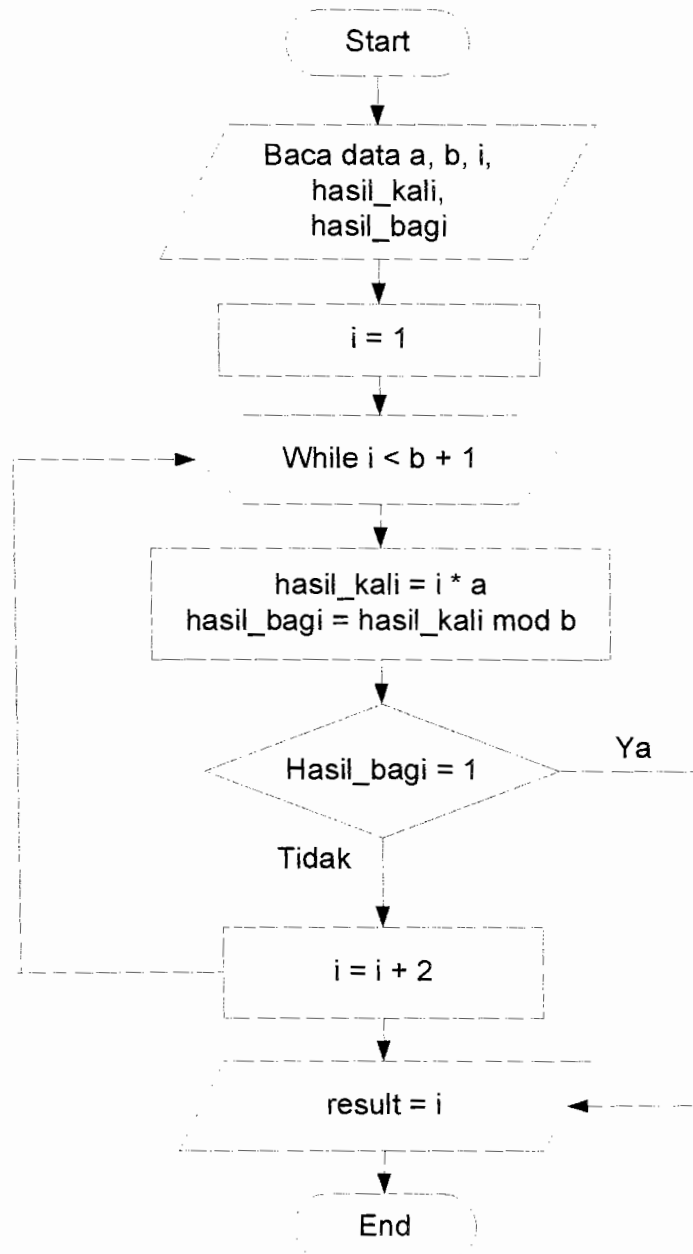 Start
Baca data a, b, i,
hasil_kali,
hasil_bagi
i = 1
While i < b + 1
hasil_kali = i * a
hasil_bagi = hasil_kali mod b
Hasil_bagi = 1
Ya
Tidak
i = i + 2
result = i
End